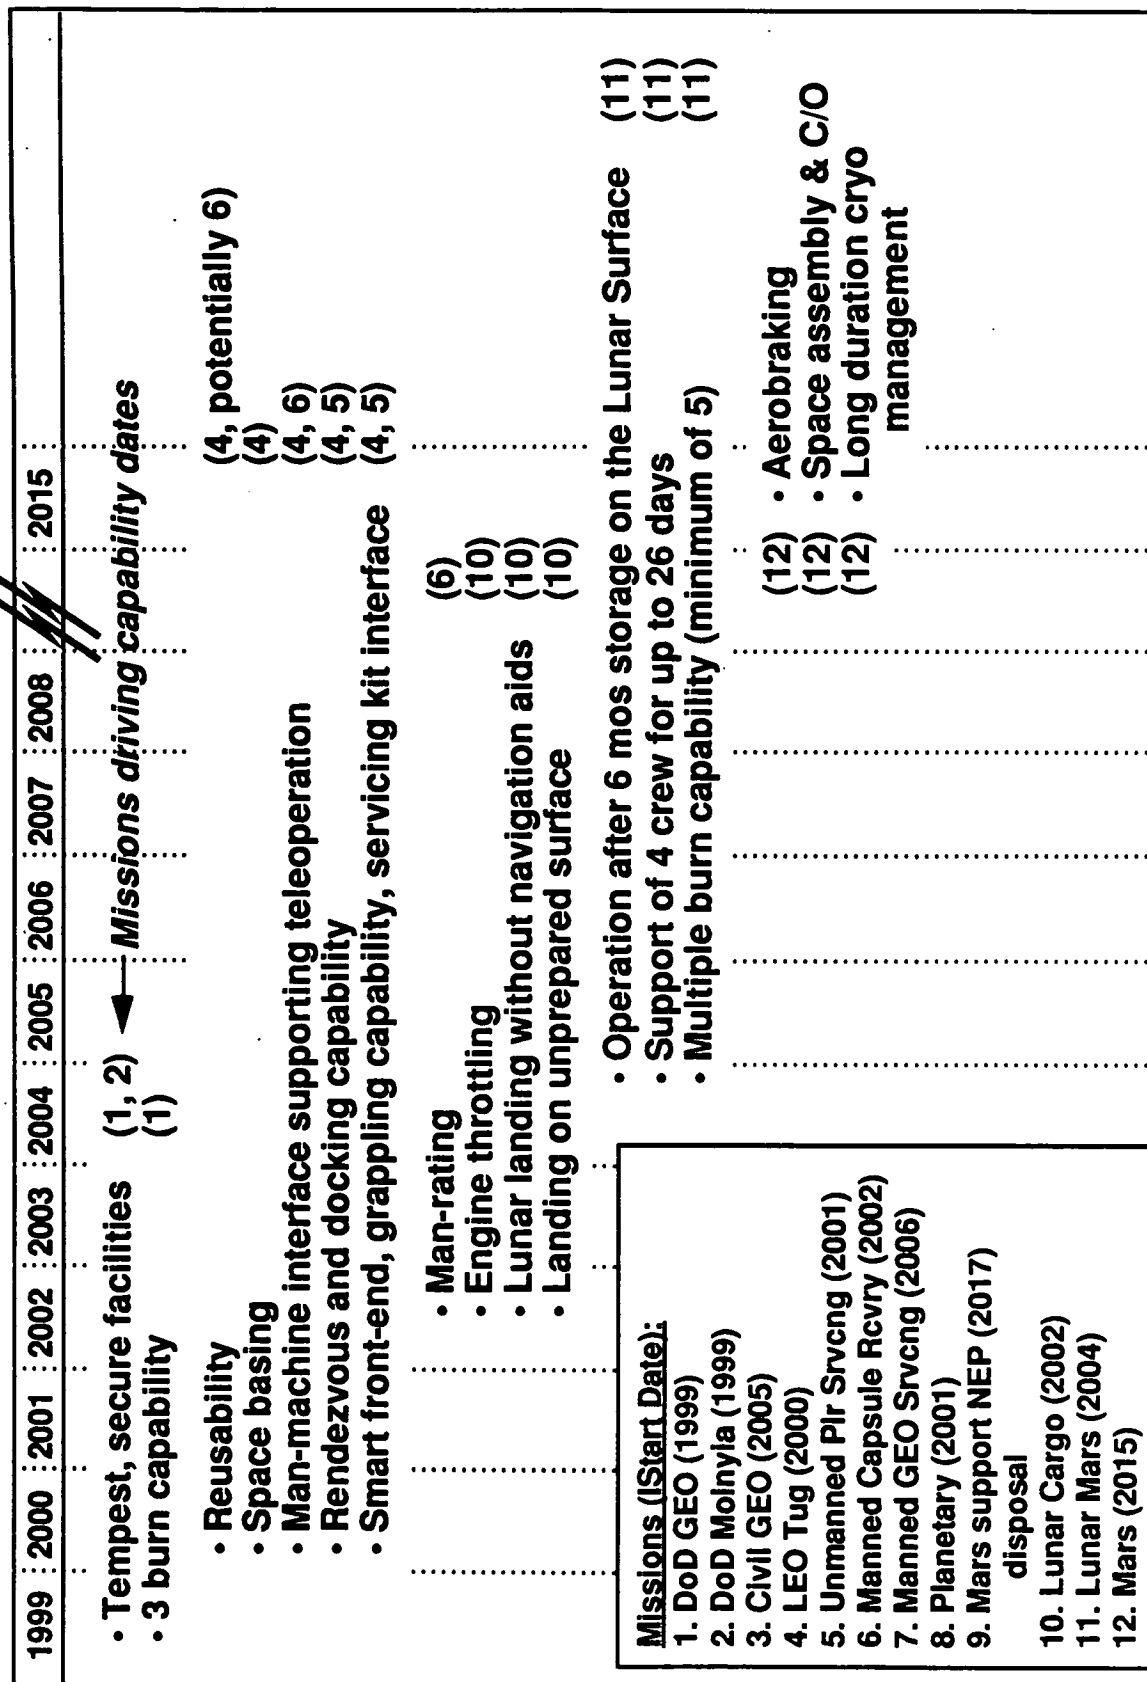 1999 2000 2001 2002 2003 2004 2005 2006 2007 2008 2015
• Tempest, secure facilities (1, 2) Missions driving capability dates
• 3 burn capability (1)
• Reusability (4, potentially 6)
• Space basing (4)
• Man-machine interface supporting teleoperation (4, 6)
• Rendezvous and docking capability (4, 5)
• Smart front-end, grappling capability, servicing kit interface (4, 5)
• Man-rating (6)
• Engine throttling (10)
• Lunar landing without navigation aids (10)
• Landing on unprepared surface (10)
• Operation after 6 mos storage on the Lunar Surface (11)
• Support of 4 crew for up to 26 days (11)
• Multiple burn capability (minimum of 5) (11)
(12) • Aerobraking
(12) • Space assembly & C/O
(12) • Long duration cryo
management
Missions (IStart Date):
1. DoD GEO (1999)
2. DoD Molnyla (1999)
3. Civil GEO (2005)
4. LEO Tug (2000)
5. Unmanned Plr Srvcng (2001)
6. Manned Capsule Rcvry (2002)
7. Manned GEO Srvcng (2006)
8. Planetary (2001)
9. Mars support NEP (2017)
disposal
10. Lunar Cargo (2002)
11. Lunar Mars (2004)
12. Mars (2015)